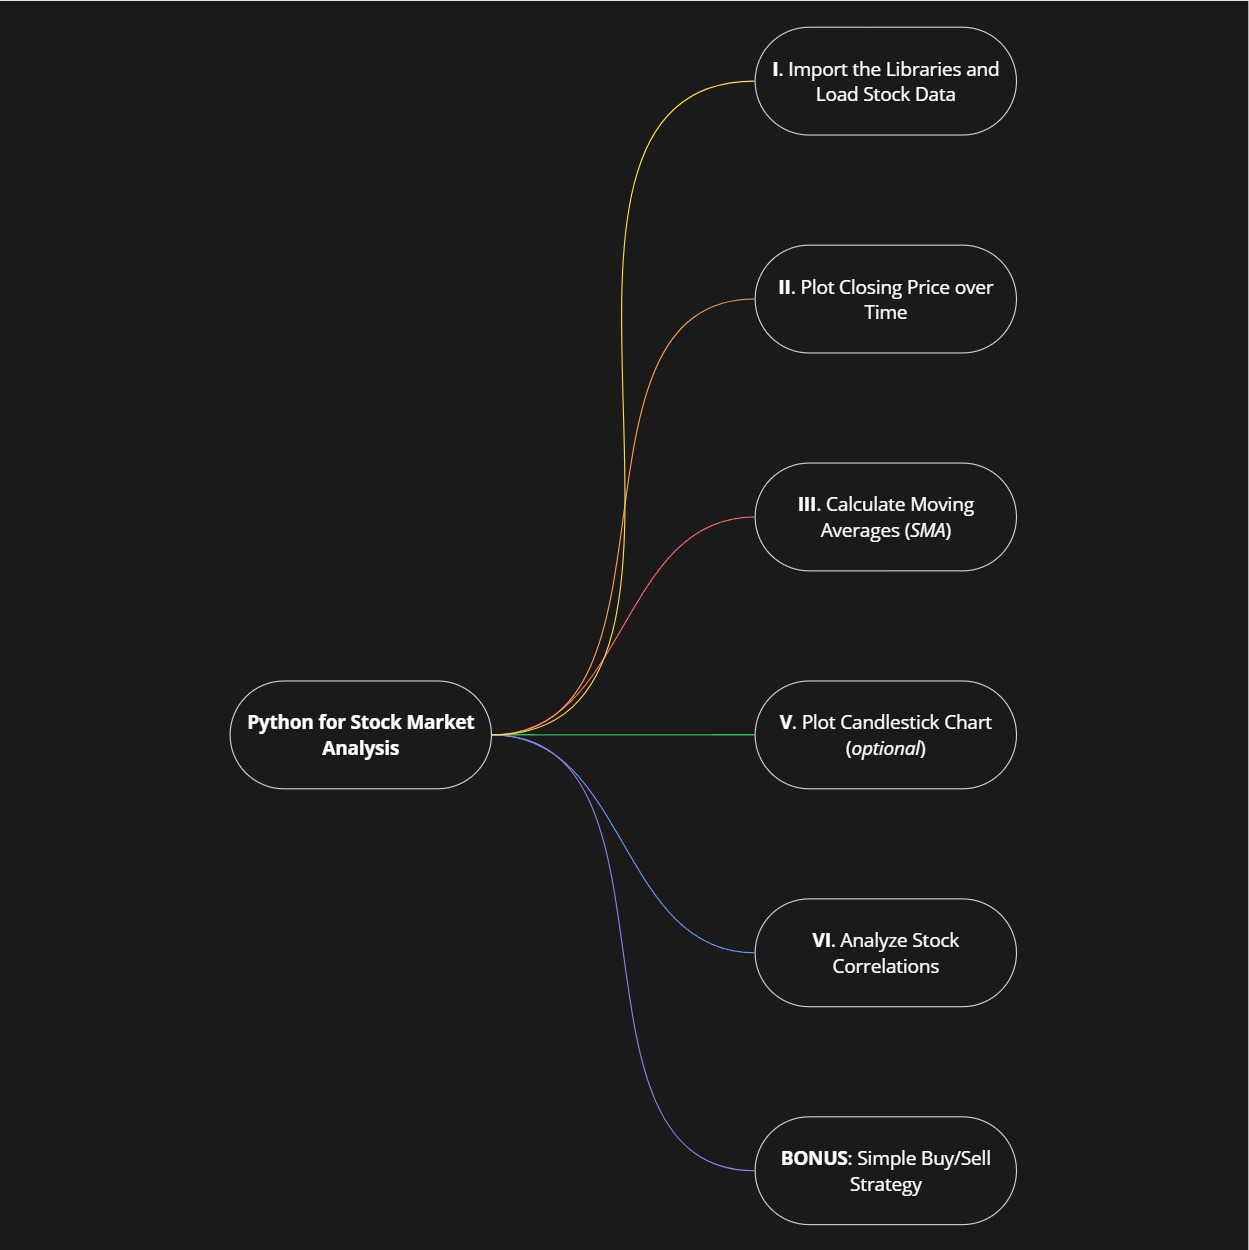 I. Import the Libraries and
Load Stock Data
II. Plot Closing Price over
Time
III. Calculate Moving
Averages (SMA)
Python for Stock Market
Analysis
V. Plot Candlestick Chart
(optional)
VI. Analyze Stock
Correlations
BONUS: Simple Buy/Sell
Strategy